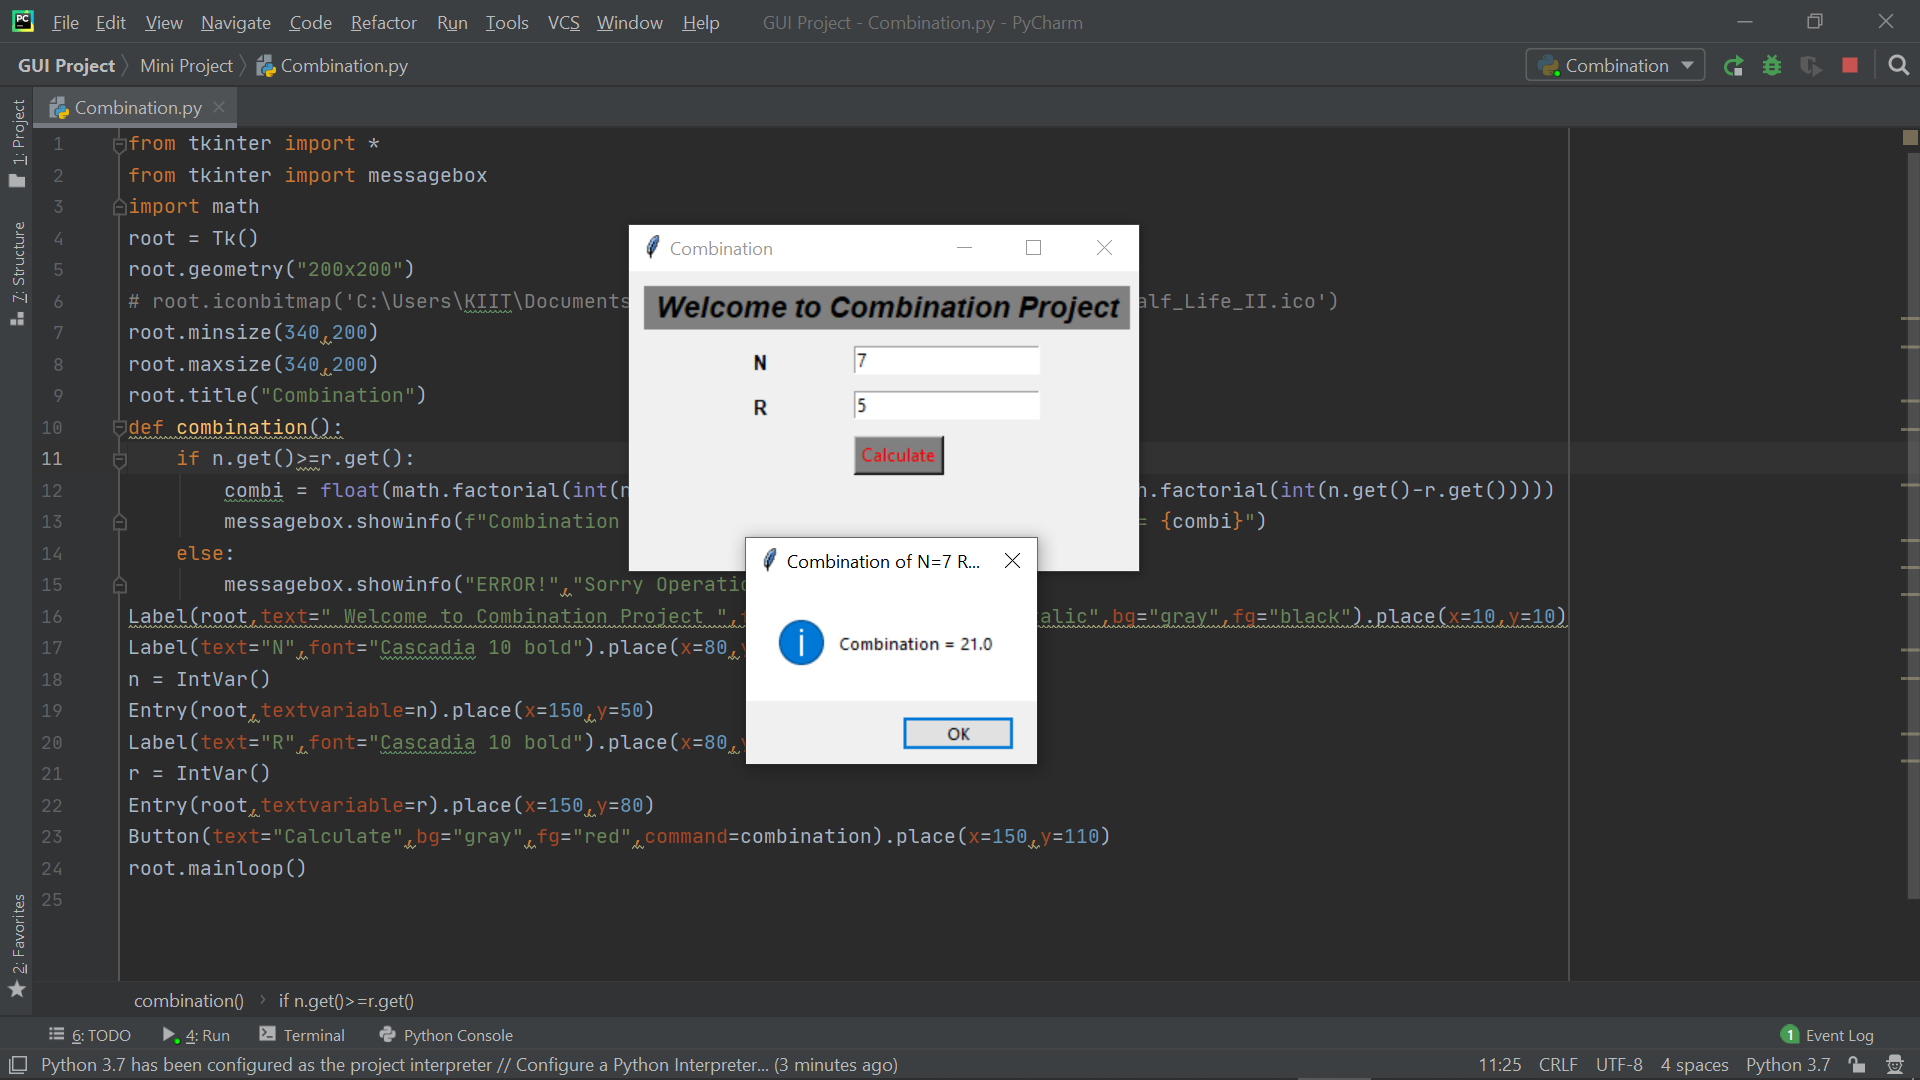 File Edit View Navigate Code Refactor Run Tools VCS Window Help GUI Project - Combination.py - PyCharm
GUI Project Mini Project Combination.py Combination
Combination.py
1: Project
7: Structure
2: Favorites
1 from tkinter import *
2 from tkinter import messagebox
3 import math
4 root = Tk()
5 root.geometry("200x200")
6 # root.iconbitmap('C:\Users\KIIT\Documents alf_Life_II.ico')
7 root.minsize(340,200)
8 root.maxsize(340,200)
9 root.title("Combination")
10 def combination():
11 if n.get()>=r.get():
12 combi = float(math.factorial(int(n .factorial(int(n.get()-r.get()))))
13 messagebox.showinfo(f"Combination = {combi}")
14 else:
15 messagebox.showinfo("ERROR!","Sorry Operatio
16 Label(root,text=" Welcome to Combination Project ", alic",bg="gray",fg="black").place(x=10,y=10)
17 Label(text="N",font="Cascadia 10 bold").place(x=80,y
18 n = IntVar()
19 Entry(root,textvariable=n).place(x=150,y=50)
20 Label(text="R",font="Cascadia 10 bold").place(x=80,y
21 r = IntVar()
22 Entry(root,textvariable=r).place(x=150,y=80)
23 Button(text="Calculate",bg="gray",fg="red",command=combination).place(x=150,y=110)
24 root.mainloop()
25
Combination
Welcome to Combination Project
N 7
R 5
Calculate
Combination of N=7 R...
Combination = 21.0
OK
combination() if n.get()>=r.get()
6: TODO 4: Run Terminal Python Console 1 Event Log
Python 3.7 has been configured as the project interpreter // Configure a Python Interpreter... (3 minutes ago) 11:25 CRLF UTF-8 4 spaces Python 3.7